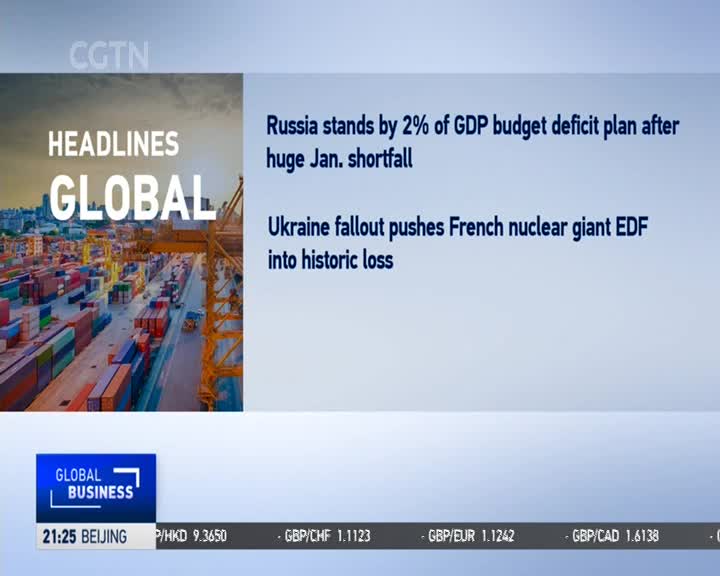 CGTN
HEADLINES
GLOBAL
Russia stands by 2% of GDP budget deficit plan after
huge Jan. shortfall
Ukraine fallout pushes French nuclear giant EDF
into historic loss
GLOBAL
BUSINESS
21:25 BEIJING
P/HKD 9.3650 - GBP/CHF 1.1123 - GBP/EUR 1.1242 - GBP/CAD 1.6138